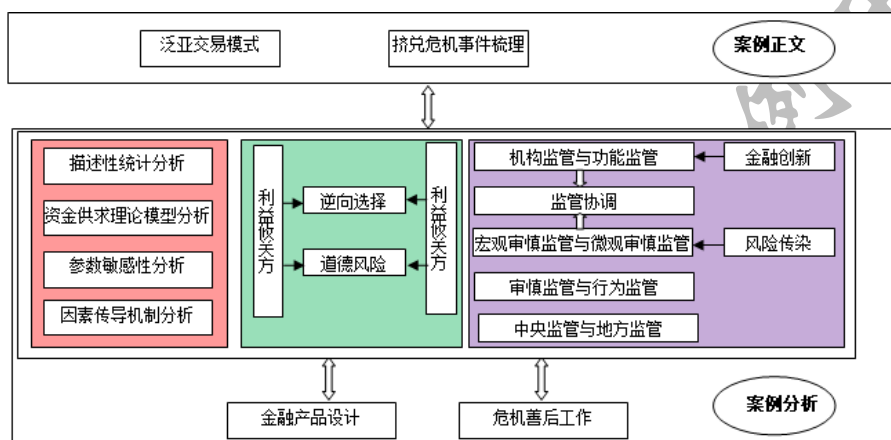 泛亚交易模式
挤兑危机事件梳理
案例正文
例
描述性统计分析
资金供求理论模型分析
参数敏感性分析
因素传导机制分析
利益攸关方
逆向选择
道德风险
利益攸关方
机构监管与功能监管
金融创新
监管协调
宏观审慎监管与微观审慎监管
风险传染
审慎监管与行为监管
中央监管与地方监管
金融产品设计
危机善后工作
案例分析